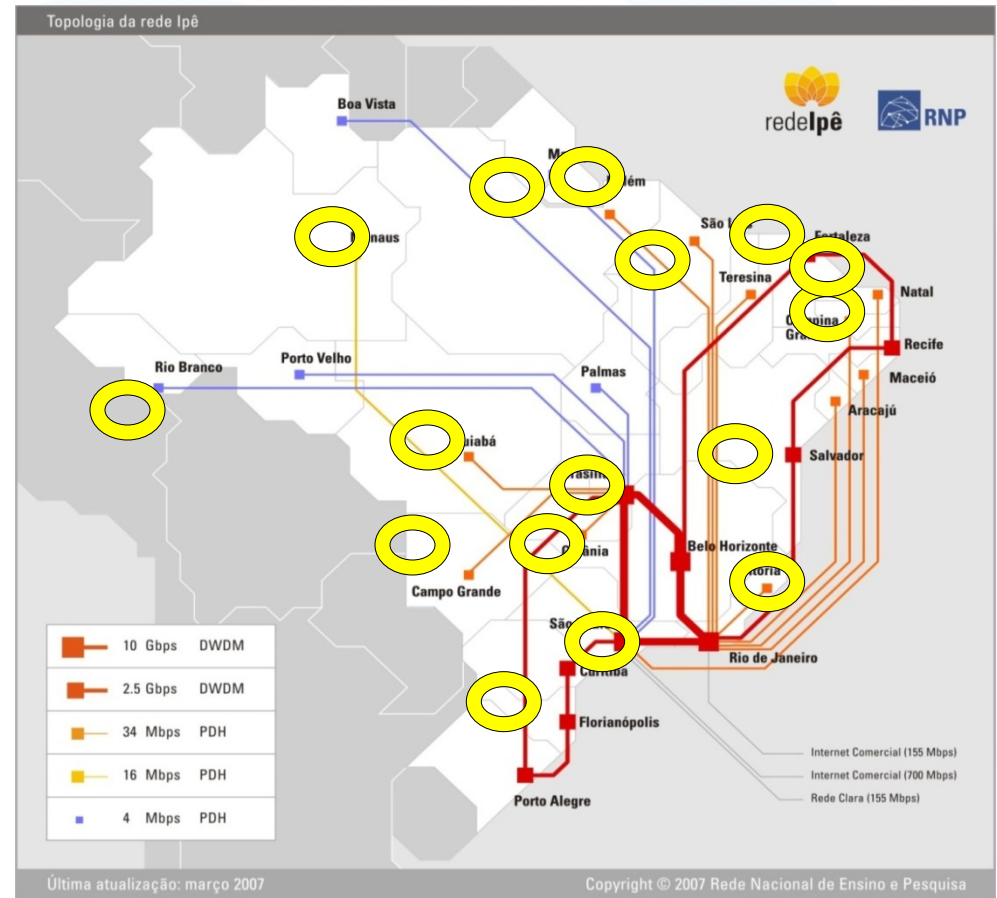 Topologia da rede Ipê
redeIpê
RNP
Boa Vista
São
Fortaleza
Teresina
Natal
Recife
Maceió
Aracajú
Rio Branco
Porto Velho
Palmas
Salvador
Belo Horizonte
Campo Grande
São
Rio de Janeiro
Curitiba
Florianópolis
Porto Alegre
10 Gbps DWDM
2.5 Gbps DWDM
34 Mbps PDH
16 Mbps PDH
4 Mbps PDH
Internet Comercial (155 Mbps)
Internet Comercial (700 Mbps)
Rede Clara (155 Mbps)
Última atualização: março 2007
Copyright © 2007 Rede Nacional de Ensino e Pesquisa